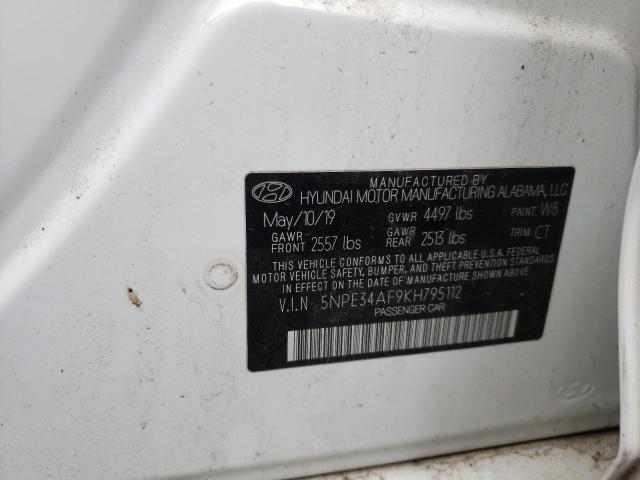 MANUFACTURED BY
HYUNDAI MOTOR MANUFACTURING ALABAMA, LLC
May/10/19 GVWR 4497 lbs PAINT W8
GAWR FRONT 2557 lbs GAWR REAR 2513 lbs TRIM CT
THIS VEHICLE CONFORMS TO ALL APPLICABLE U.S.A FEDERAL
MOTOR VEHICLE SAFETY, BUMPER, AND THEFT PREVENTION STANDARDS
IN EFFECT ON THE DATE OF MANUFACTURE SHOWN ABOVE.
V.I.N 5NPE34AF9KH795112
PASSENGER CAR